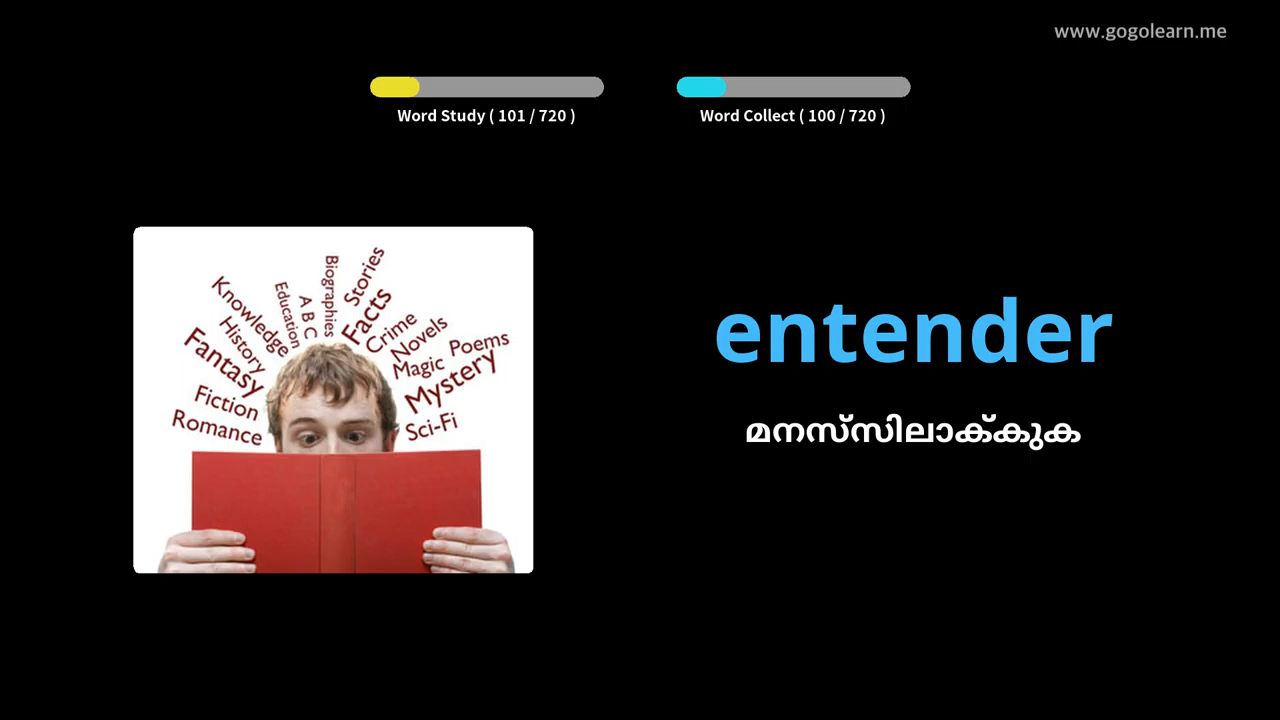 www.gogolearn.me
Word Study ( 101 / 720 )
Word Collect ( 100 / 720 )
Stories
Biographies
Facts
A B C
Education
Knowledge
Crime
Novels
History
Poems
Fantasy
Magic
Mystery
Fiction
Romance
Sci-Fi
entender
മനസ്സിലാക്കുക